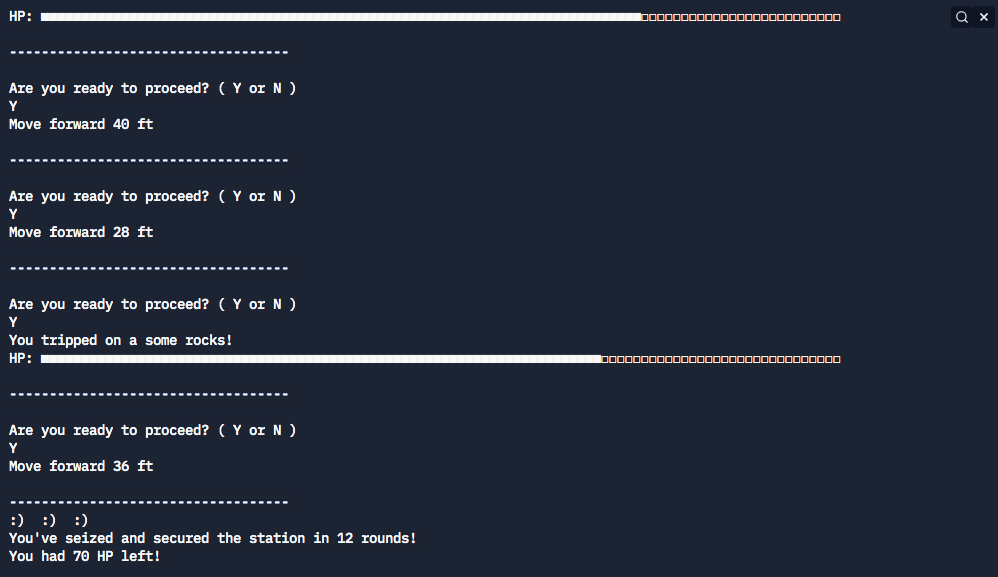 HP:
-----------------------------------
Are you ready to proceed? ( Y or N )
Y
Move forward 40 ft
-----------------------------------
Are you ready to proceed? ( Y or N )
Y
Move forward 28 ft
-----------------------------------
Are you ready to proceed? ( Y or N )
Y
You tripped on a some rocks!
HP:
-----------------------------------
Are you ready to proceed? ( Y or N )
Y
Move forward 36 ft
-----------------------------------
:)  :)  :)
You've seized and secured the station in 12 rounds!
You had 70 HP left!